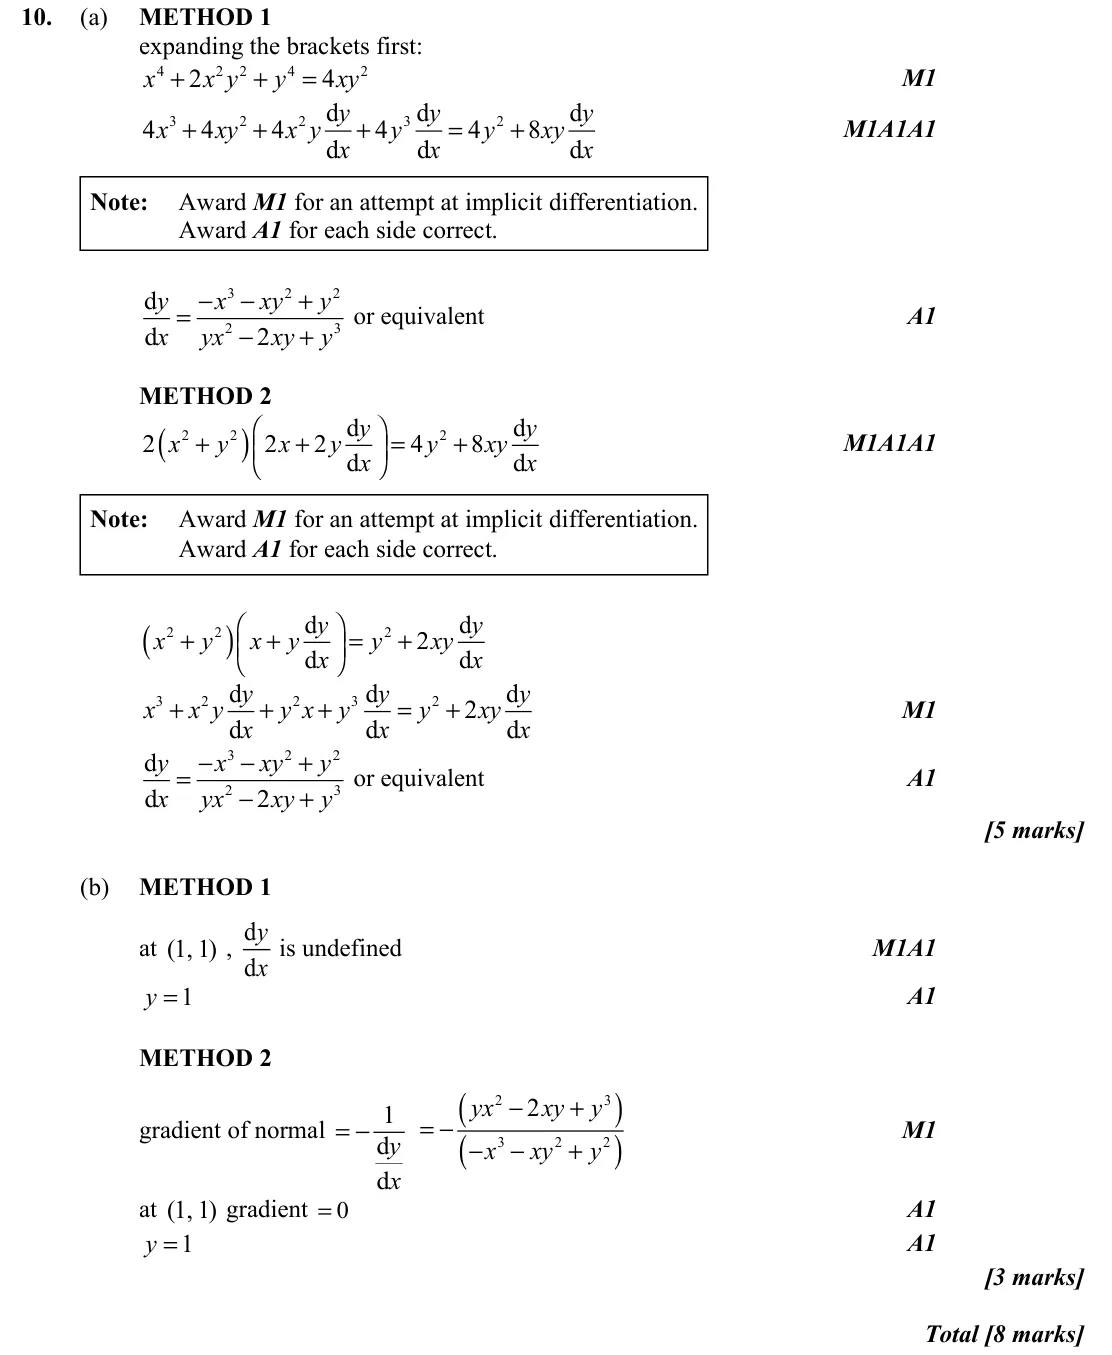 10. (a) METHOD 1
expanding the brackets first:
x⁴ + 2x²y² + y⁴ = 4xy² M1
4x³ + 4xy² + 4x²y dy/dx + 4y³ dy/dx = 4y² + 8xy dy/dx M1A1A1
Note: Award M1 for an attempt at implicit differentiation.
Award A1 for each side correct.
dy/dx = (−x³ − xy² + y²)/(yx² − 2xy + y³) or equivalent A1
METHOD 2
2(x² + y²)(2x + 2y dy/dx) = 4y² + 8xy dy/dx M1A1A1
Note: Award M1 for an attempt at implicit differentiation.
Award A1 for each side correct.
(x² + y²)(x + y dy/dx) = y² + 2xy dy/dx
x³ + x²y dy/dx + y²x + y³ dy/dx = y² + 2xy dy/dx M1
dy/dx = (−x³ − xy² + y²)/(yx² − 2xy + y³) or equivalent A1
[5 marks]
(b) METHOD 1
at (1, 1) , dy/dx is undefined M1A1
y = 1 A1
METHOD 2
gradient of normal = −1/(dy/dx) = −(yx² − 2xy + y³)/(−x³ − xy² + y²) M1
at (1, 1) gradient = 0 A1
y = 1 A1
[3 marks]
Total [8 marks]